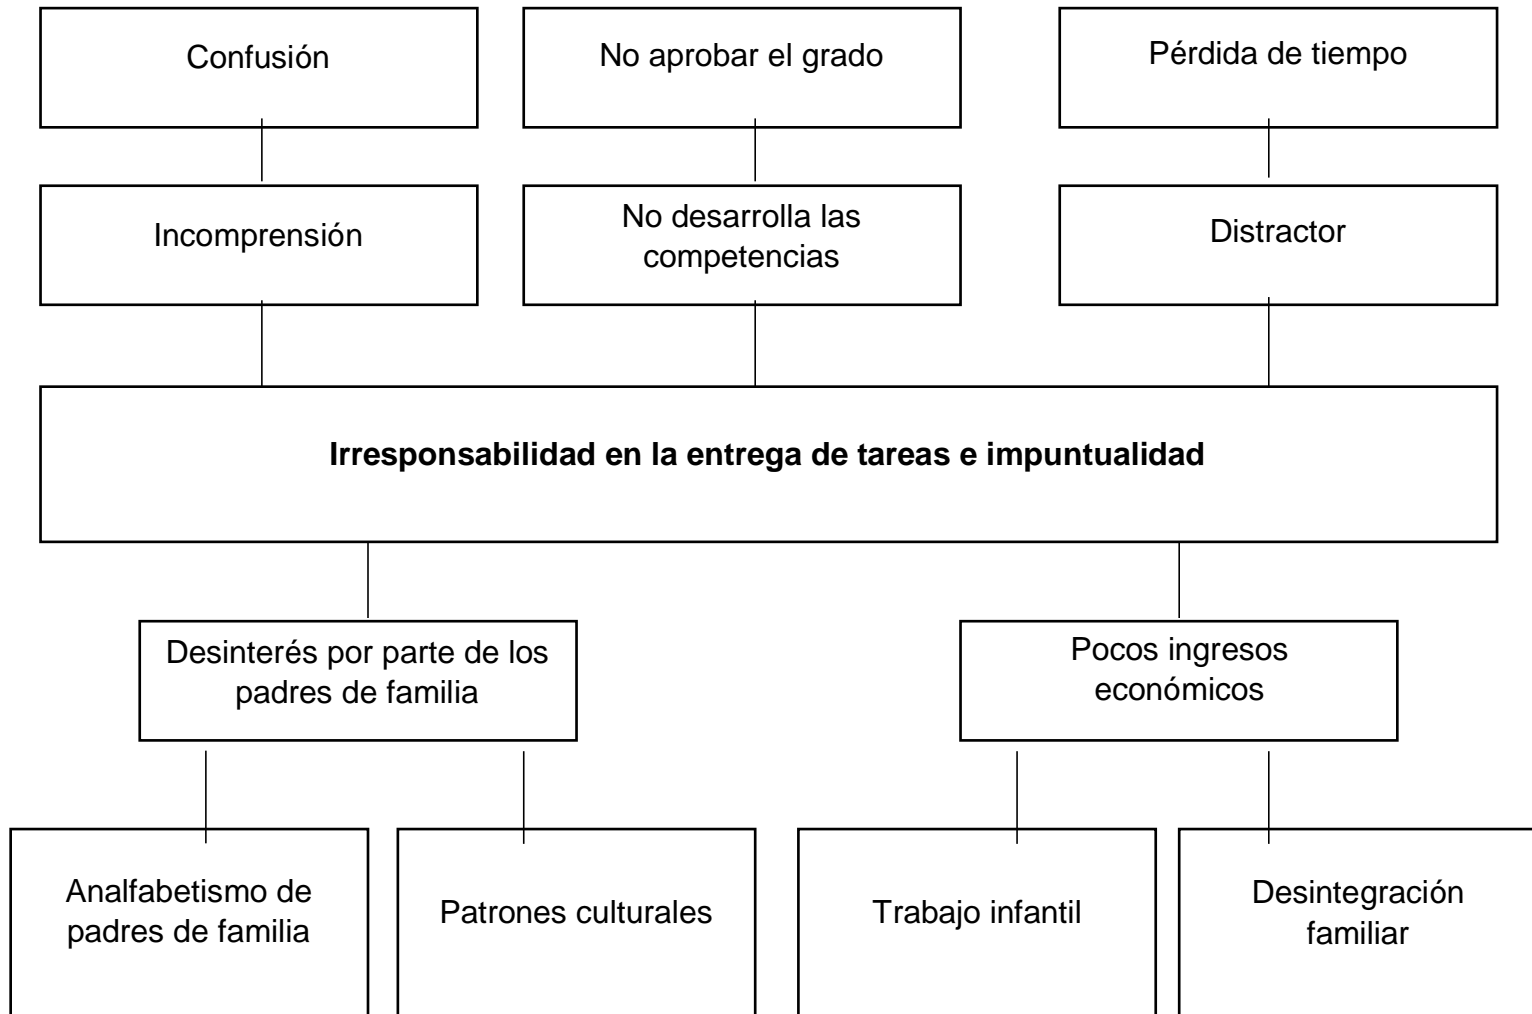 Confusión
No aprobar el grado
Pérdida de tiempo
Incomprensión
No desarrolla las
competencias
Distractor
Irresponsabilidad en la entrega de tareas e impuntualidad
Desinterés por parte de los
padres de familia
Pocos ingresos
económicos
Analfabetismo de
padres de familia
Patrones culturales
Trabajo infantil
Desintegración
familiar